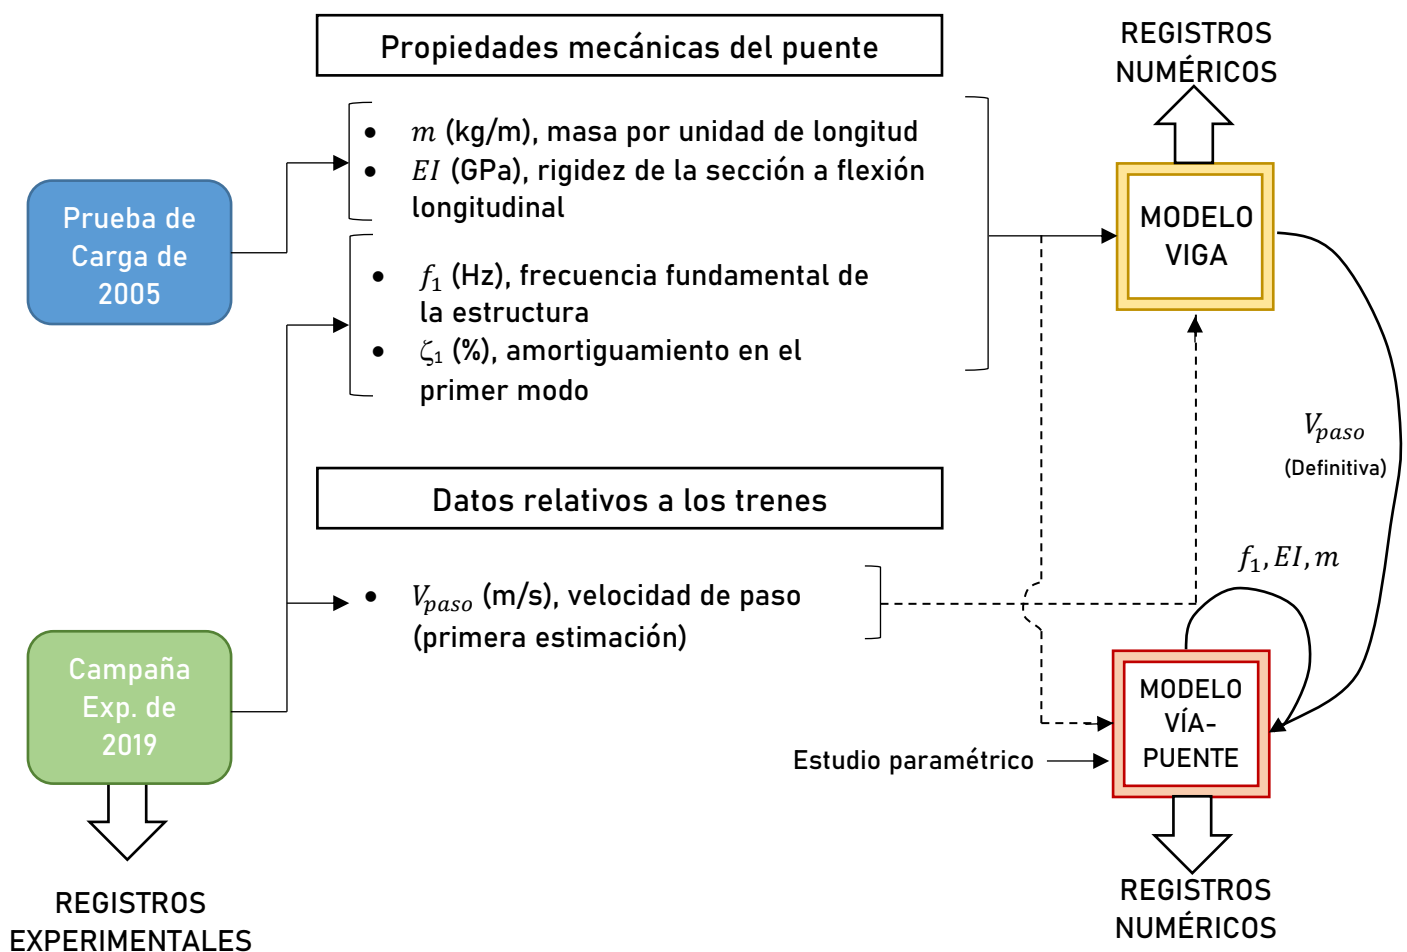 Propiedades mecánicas del puente
• m (kg/m), masa por unidad de longitud
• EI (GPa), rigidez de la sección a flexión
longitudinal
• f₁ (Hz), frecuencia fundamental de
la estructura
• ζ₁ (%), amortiguamiento en el
primer modo
Prueba de
Carga de
2005
Datos relativos a los trenes
• V_paso (m/s), velocidad de paso
(primera estimación)
Campaña
Exp. de
2019
REGISTROS
EXPERIMENTALES
REGISTROS
NUMÉRICOS
MODELO
VIGA
V_paso
(Definitiva)
f₁, EI, m
MODELO
VÍA-
PUENTE
Estudio paramétrico
REGISTROS
NUMÉRICOS